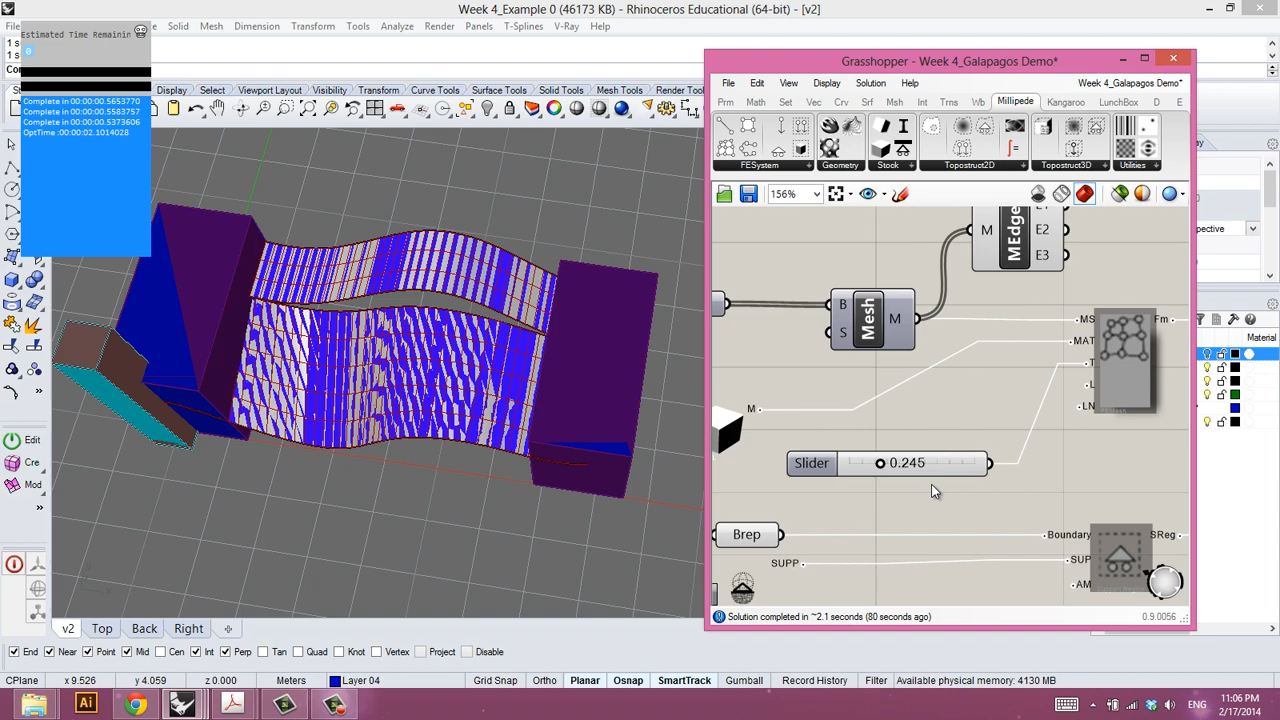 Week 4_Example 0 (46173 KB) - Rhinoceros Educational (64-bit) - [v2]
Solid Mesh Dimension Transform Tools Analyze Render Panels T-Splines V-Ray Help
Estimated Time Remainin
0
Complete in 00:00:00.5653770
Complete in 00:00:00.5583757
Complete in 00:00:00.5373606
OptTime :00:00:02.1014028
Display Select Viewport Layout Visibility Transform Curve Tools Surface Tools Solid Tools Mesh Tools Render Tool
Grasshopper - Week 4_Galapagos Demo*
File Edit View Display Solution Help Week 4_Galapagos Demo*
Prm Math Set Vec Crv Srf Msh Int Trns Wb Millipede Kangaroo LunchBox D E
FESystem Geometry Stock Topostruct2D Topostruct3D Utilities
156%
M MEdge E2
E3
B Mesh M
S
MS Fm
MAT
LN
M
Slider 0.245
Brep Boundary SReg
SUPP SUP
AM
Solution completed in ~2.1 seconds (80 seconds ago) 0.9.0056
Material
Edit
Cre
Mod
v2 Top Back Right
End Near Point Mid Cen Int Perp Tan Quad Knot Vertex Project Disable
CPlane x 9.526 y 4.059 z 0.000 Meters Layer 04 Grid Snap Ortho Planar Osnap SmartTrack Gumball Record History Filter Available physical memory: 4130 MB
Ai ENG 11:06 PM
2/17/2014